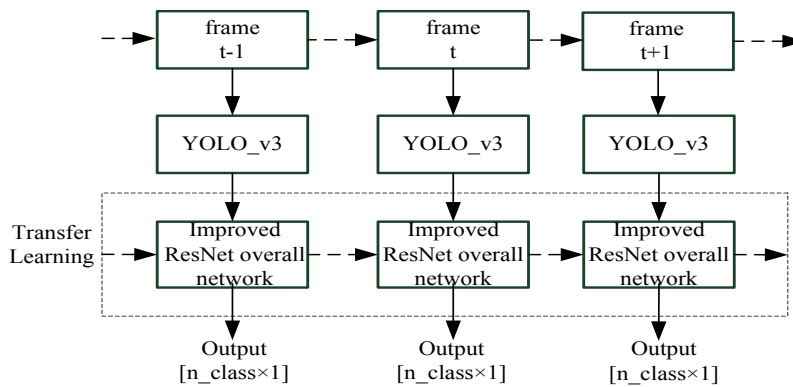 frame
t-1
frame
t
frame
t+1
YOLO_v3
YOLO_v3
YOLO_v3
Transfer
Learning
Improved
ResNet overall
network
Improved
ResNet overall
network
Improved
ResNet overall
network
Output
[n_class×1]
Output
[n_class×1]
Output
[n_class×1]